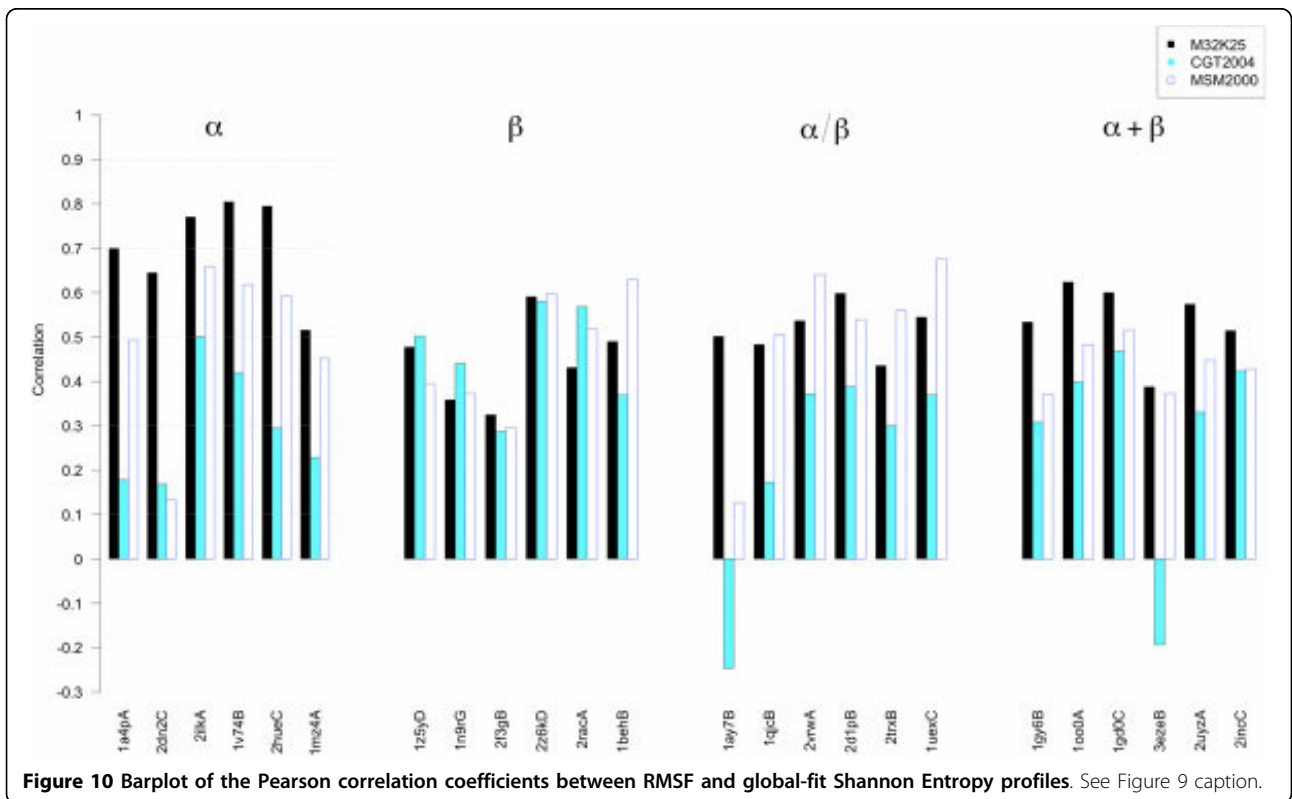 M32K25
CGT2004
MSM2000
α
β
α/β
α + β
1
0.9
0.8
0.7
0.6
0.5
0.4
0.3
0.2
0.1
0
-0.1
-0.2
-0.3
Correlation
1a4pA
2dn2C
2ilkA
1v74B
2hueC
1mz4A
1z5yD
1n9rG
2f3gB
2z6kD
2racA
1behB
1ay7B
1qjcB
2vrwA
2d1pB
2trxB
1uexC
1gy6B
1oo0A
1gd0C
3ezeB
2uyzA
2incC
Figure 10 Barplot of the Pearson correlation coefficients between RMSF and global-fit Shannon Entropy profiles. See Figure 9 caption.